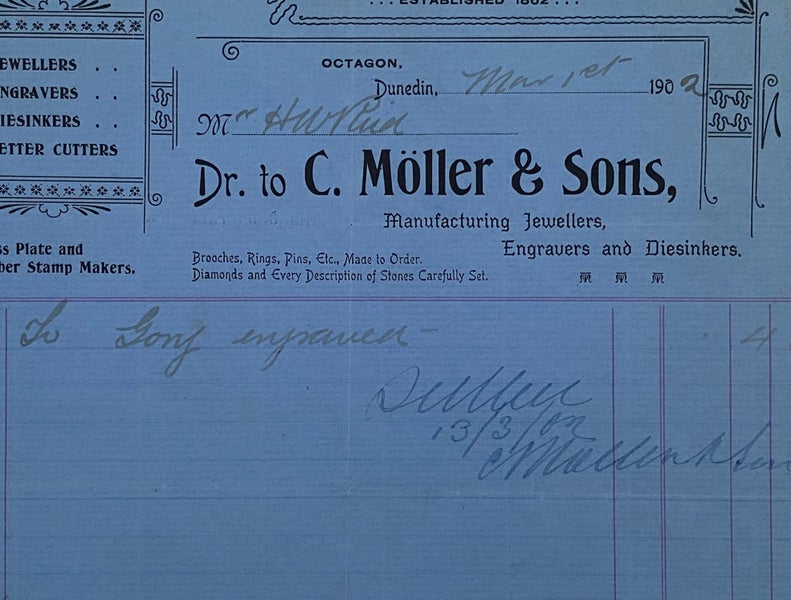 ... ESTABLISHED 1862 ...
EWELLERS . .
NGRAVERS . .
IESINKERS . .
ETTER CUTTERS
ss Plate and
ber Stamp Makers.
OCTAGON,
Dunedin, Mar 1st 1902
Mr H W Reid
Dr. to C. Möller & Sons,
Manufacturing Jewellers,
Engravers and Diesinkers.
Brooches, Rings, Pins, Etc., Made to Order.
Diamonds and Every Description of Stones Carefully Set.
To Gong engraved - 4
13/3/02
C Möller & Sons